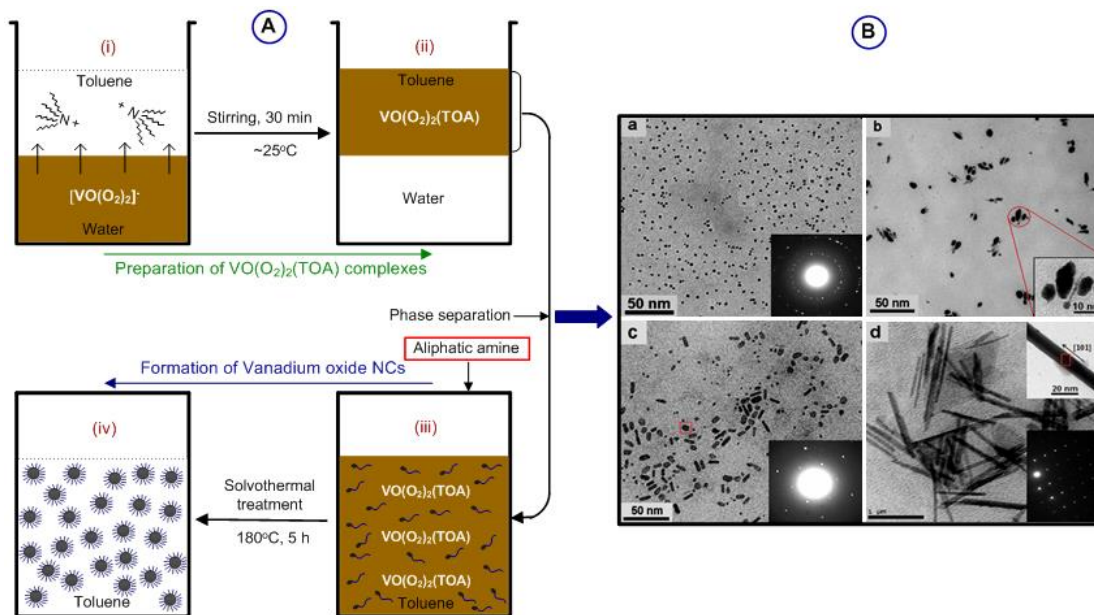 A
B
(i)
Toluene
N
+
+
N
[VO(O₂)₂]⁻
Water
Stirring, 30 min
~25°C
(ii)
Toluene
VO(O₂)₂(TOA)
Water
Preparation of VO(O₂)₂(TOA) complexes
Phase separation
Aliphatic amine
Formation of Vanadium oxide NCs
(iv)
Toluene
Solvothermal
treatment
180°C, 5 h
(iii)
VO(O₂)₂(TOA)
VO(O₂)₂(TOA)
VO(O₂)₂(TOA)
Toluene
a
50 nm
b
50 nm
10 nm
c
50 nm
d
[101]
20 nm